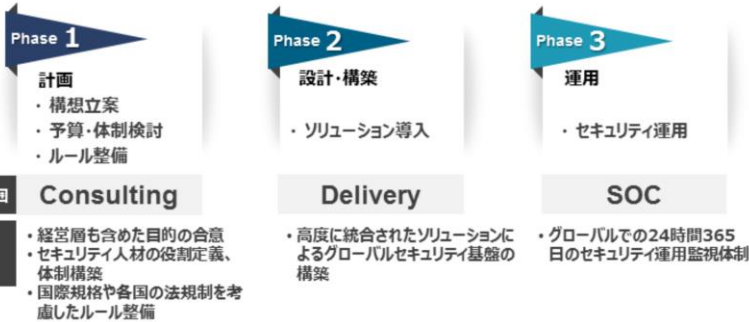 Phase 1
計画
・ 構想立案
・ 予算・体制検討
・ ルール整備
Phase 2
設計・構築
・ ソリューション導入
Phase 3
運用
・ セキュリティ運用
Consulting
Delivery
SOC
・経営層も含めた目的の合意
・セキュリティ人材の役割定義、
体制構築
・国際規格や各国の法規制を考
慮したルール整備
・高度に統合されたソリューションに
よるグローバルセキュリティ基盤の
構築
・グローバルでの24時間365
日のセキュリティ運用監視体制